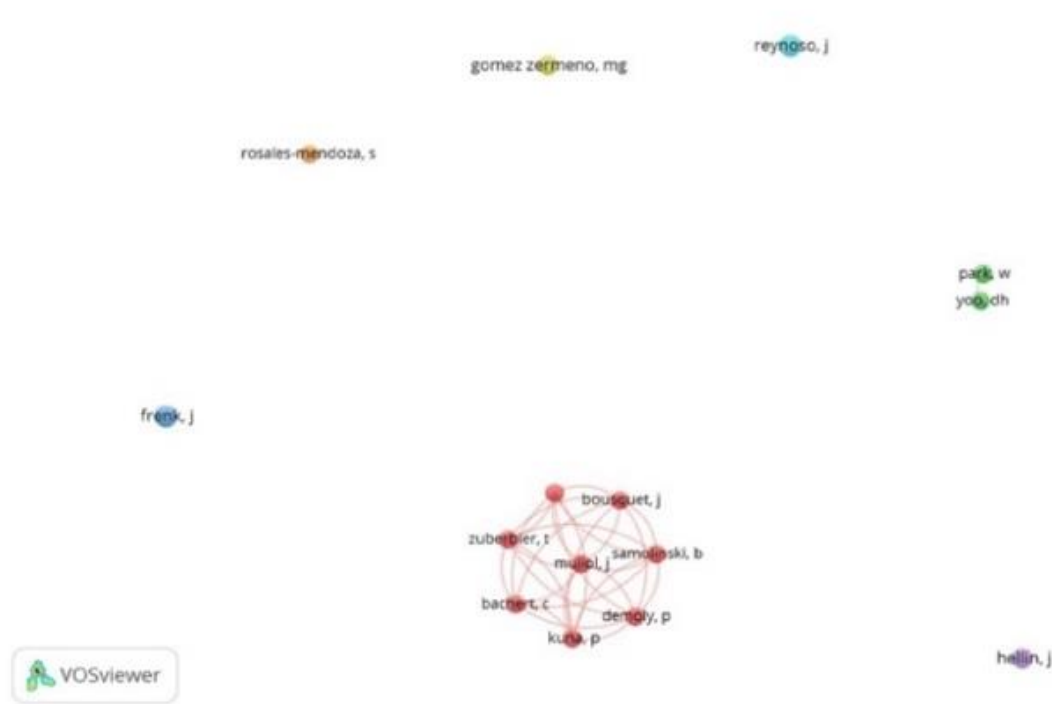 reynoso, j
gomez zermeno, mg
rosales-mendoza, s
park, w
yoo, dh
frenk, j
bousquet, j
zuberbier, t
samolinski, b
mullol, j
bachert, c
demoly, p
kuna, p
hellin, j
VOSviewer